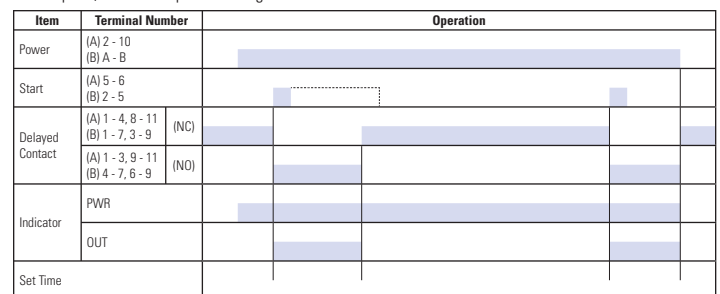 Item Terminal Number Operation
Power (A) 2 - 10
(B) A - B
Start (A) 5 - 6
(B) 2 - 5
Delayed Contact (A) 1 - 4, 8 - 11
(B) 1 - 7, 3 - 9 (NC)
(A) 1 - 3, 9 - 11
(B) 4 - 7, 6 - 9 (NO)
Indicator PWR
OUT
Set Time